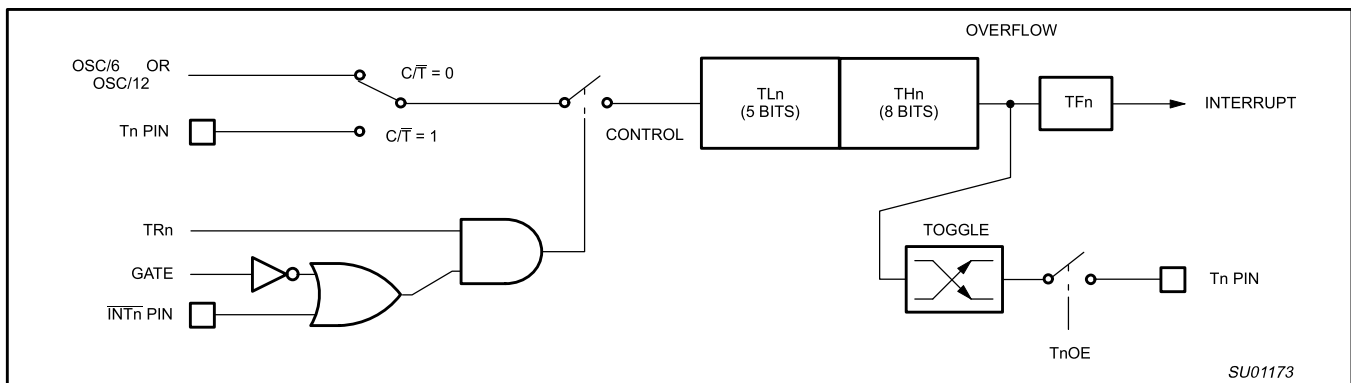 OVERFLOW
OSC/6 OR
OSC/12
C/T̅ = 0
TLn
(5 BITS)
THn
(8 BITS)
TFn
INTERRUPT
Tn PIN
C/T̅ = 1
CONTROL
TRn
TOGGLE
GATE
Tn PIN
I̅N̅T̅n̅ PIN
TnOE
SU01173